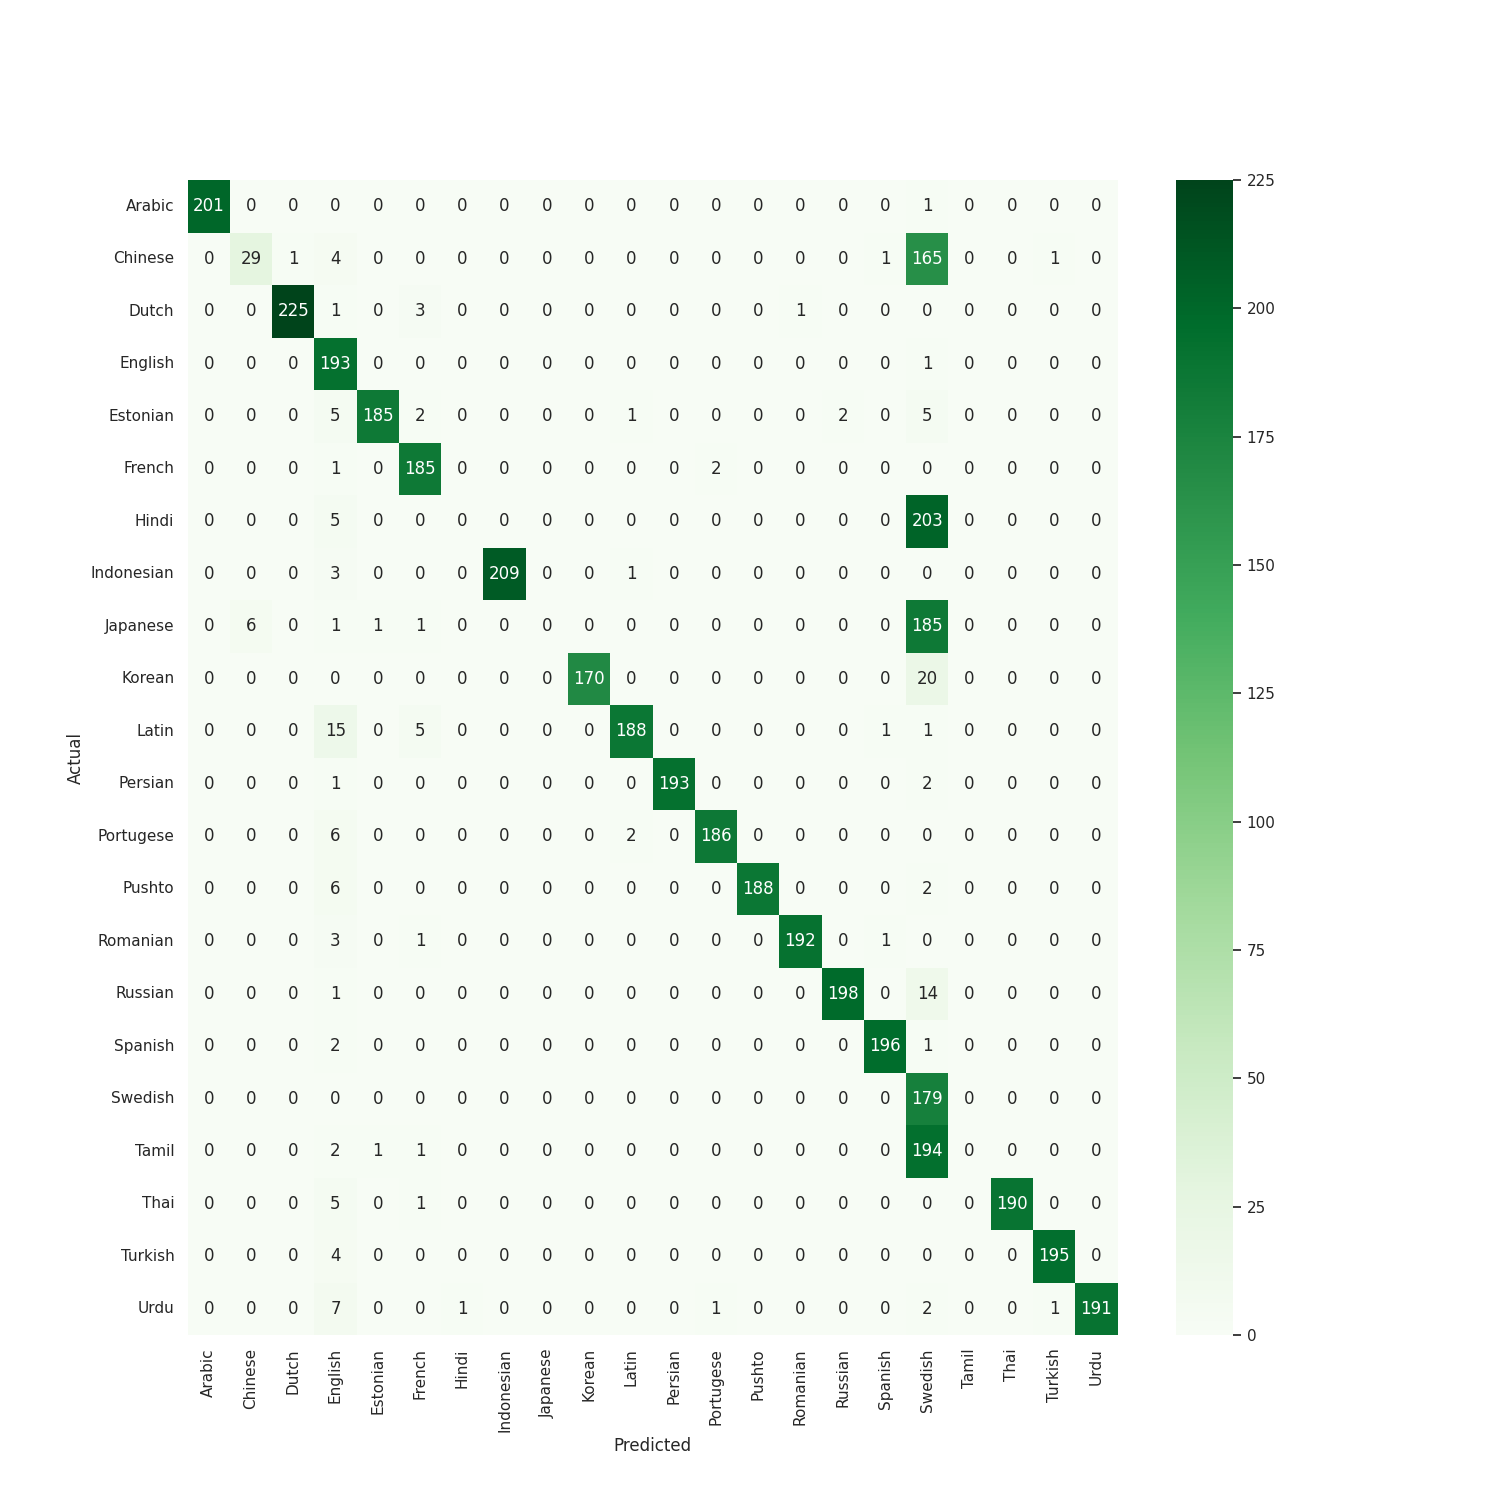 Arabic 201 0 0 0 0 0 0 0 0 0 0 0 0 0 0 0 0 1 0 0 0 0 225
Chinese 0 29 1 4 0 0 0 0 0 0 0 0 0 0 0 0 1 165 0 0 1 0
Dutch 0 0 225 1 0 3 0 0 0 0 0 0 0 0 1 0 0 0 0 0 0 0 200
English 0 0 0 193 0 0 0 0 0 0 0 0 0 0 0 0 0 1 0 0 0 0
Estonian 0 0 0 5 185 2 0 0 0 0 1 0 0 0 0 2 0 5 0 0 0 0 175
French 0 0 0 1 0 185 0 0 0 0 0 0 2 0 0 0 0 0 0 0 0 0
Hindi 0 0 0 5 0 0 0 0 0 0 0 0 0 0 0 0 0 203 0 0 0 0
Indonesian 0 0 0 3 0 0 0 209 0 0 1 0 0 0 0 0 0 0 0 0 0 0 150
Japanese 0 6 0 1 1 1 0 0 0 0 0 0 0 0 0 0 0 185 0 0 0 0
Korean 0 0 0 0 0 0 0 0 0 170 0 0 0 0 0 0 0 20 0 0 0 0 125
Latin 0 0 0 15 0 5 0 0 0 0 188 0 0 0 0 0 1 1 0 0 0 0
Actual
Persian 0 0 0 1 0 0 0 0 0 0 0 193 0 0 0 0 0 2 0 0 0 0
Portugese 0 0 0 6 0 0 0 0 0 0 2 0 186 0 0 0 0 0 0 0 0 0 100
Pushto 0 0 0 6 0 0 0 0 0 0 0 0 0 188 0 0 0 2 0 0 0 0
Romanian 0 0 0 3 0 1 0 0 0 0 0 0 0 0 192 0 1 0 0 0 0 0 75
Russian 0 0 0 1 0 0 0 0 0 0 0 0 0 0 0 198 0 14 0 0 0 0
Spanish 0 0 0 2 0 0 0 0 0 0 0 0 0 0 0 0 196 1 0 0 0 0
Swedish 0 0 0 0 0 0 0 0 0 0 0 0 0 0 0 0 0 179 0 0 0 0 50
Tamil 0 0 0 2 1 1 0 0 0 0 0 0 0 0 0 0 0 194 0 0 0 0
Thai 0 0 0 5 0 1 0 0 0 0 0 0 0 0 0 0 0 0 0 190 0 0 25
Turkish 0 0 0 4 0 0 0 0 0 0 0 0 0 0 0 0 0 0 0 0 195 0
Urdu 0 0 0 7 0 0 1 0 0 0 0 0 1 0 0 0 0 2 0 0 1 191
0
Arabic Chinese Dutch English Estonian French Hindi Indonesian Japanese Korean Latin Persian Portugese Pushto Romanian Russian Spanish Swedish Tamil Thai Turkish Urdu
Predicted